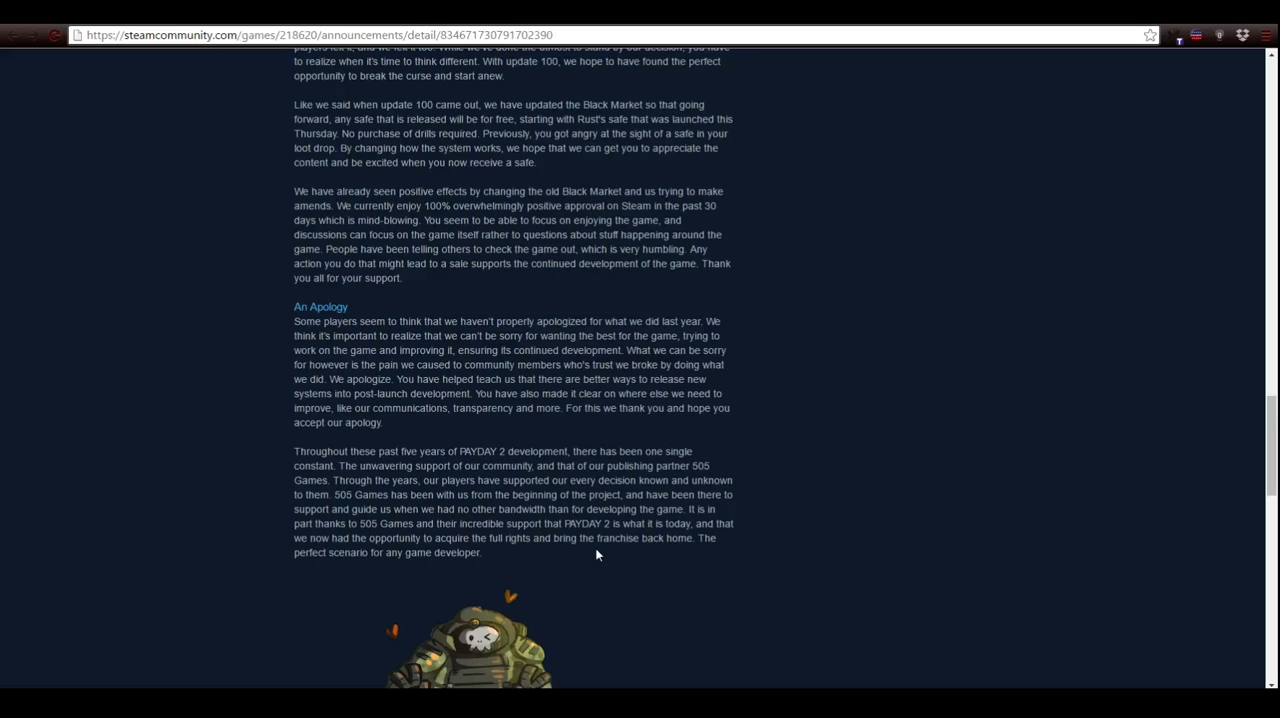 https://steamcommunity.com/games/218620/announcements/detail/834671730791702390
players felt it, and we felt it too. While we've done the utmost to stand by our decision, you have
to realize when it's time to think different. With update 100, we hope to have found the perfect
opportunity to break the curse and start anew.
Like we said when update 100 came out, we have updated the Black Market so that going
forward, any safe that is released will be for free, starting with Rust's safe that was launched this
Thursday. No purchase of drills required. Previously, you got angry at the sight of a safe in your
loot drop. By changing how the system works, we hope that we can get you to appreciate the
content and be excited when you now receive a safe.
We have already seen positive effects by changing the old Black Market and us trying to make
amends. We currently enjoy 100% overwhelmingly positive approval on Steam in the past 30
days which is mind-blowing. You seem to be able to focus on enjoying the game, and
discussions can focus on the game itself rather to questions about stuff happening around the
game. People have been telling others to check the game out, which is very humbling. Any
action you do that might lead to a sale supports the continued development of the game. Thank
you all for your support.
An Apology
Some players seem to think that we haven't properly apologized for what we did last year. We
think it's important to realize that we can't be sorry for wanting the best for the game, trying to
work on the game and improving it, ensuring its continued development. What we can be sorry
for however is the pain we caused to community members who's trust we broke by doing what
we did. We apologize. You have helped teach us that there are better ways to release new
systems into post-launch development. You have also made it clear on where else we need to
improve, like our communications, transparency and more. For this we thank you and hope you
accept our apology.
Throughout these past five years of PAYDAY 2 development, there has been one single
constant. The unwavering support of our community, and that of our publishing partner 505
Games. Through the years, our players have supported our every decision known and unknown
to them. 505 Games has been with us from the beginning of the project, and have been there to
support and guide us when we had no other bandwidth than for developing the game. It is in
part thanks to 505 Games and their incredible support that PAYDAY 2 is what it is today, and that
we now had the opportunity to acquire the full rights and bring the franchise back home. The
perfect scenario for any game developer.